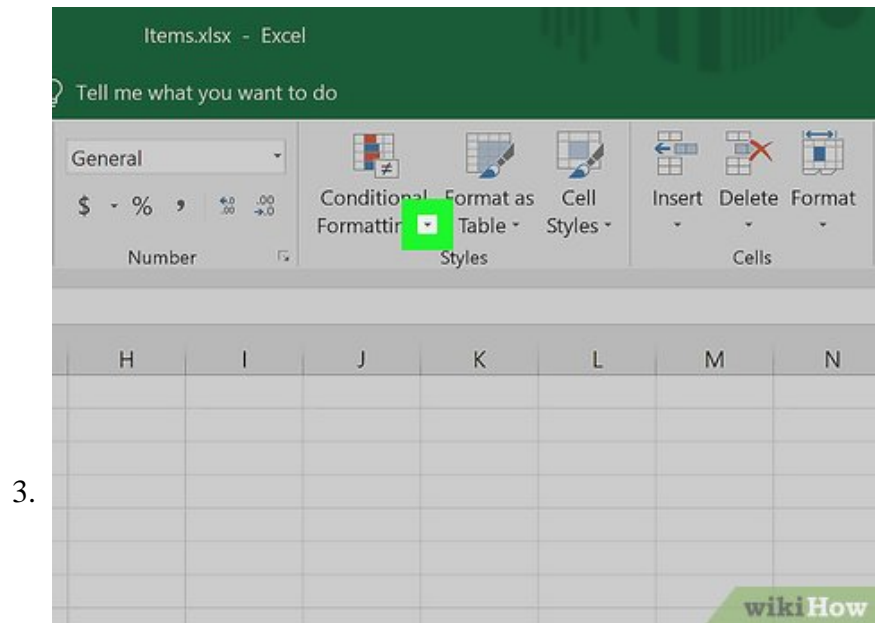 Items.xlsx - Excel
Tell me what you want to do
General
$ % , .00
Conditional Format as Cell Insert Delete Format
Table Styles
Number Styles Cells
H I J K L M N
3.
wikiHow